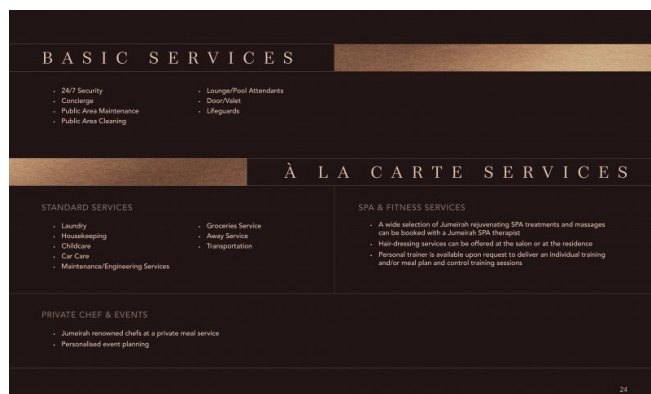 BASIC SERVICES
• 24/7 Security
• Concierge
• Public Area Maintenance
• Public Area Cleaning
• Lounge/Pool Attendants
• Door/Valet
• Lifeguards
À LA CARTE SERVICES
STANDARD SERVICES
• Laundry
• Housekeeping
• Childcare
• Car Care
• Maintenance/Engineering Services
• Groceries Service
• Away Service
• Transportation
SPA & FITNESS SERVICES
• A wide selection of Jumeirah rejuvenating SPA treatments and massages
can be booked with a Jumeirah SPA therapist
• Hair-dressing services can be offered at the salon or at the residence
• Personal trainer is available upon request to deliver an individual training
and/or meal plan and control training sessions
PRIVATE CHEF & EVENTS
• Jumeirah renowned chefs at a private meal service
• Personalised event planning
24